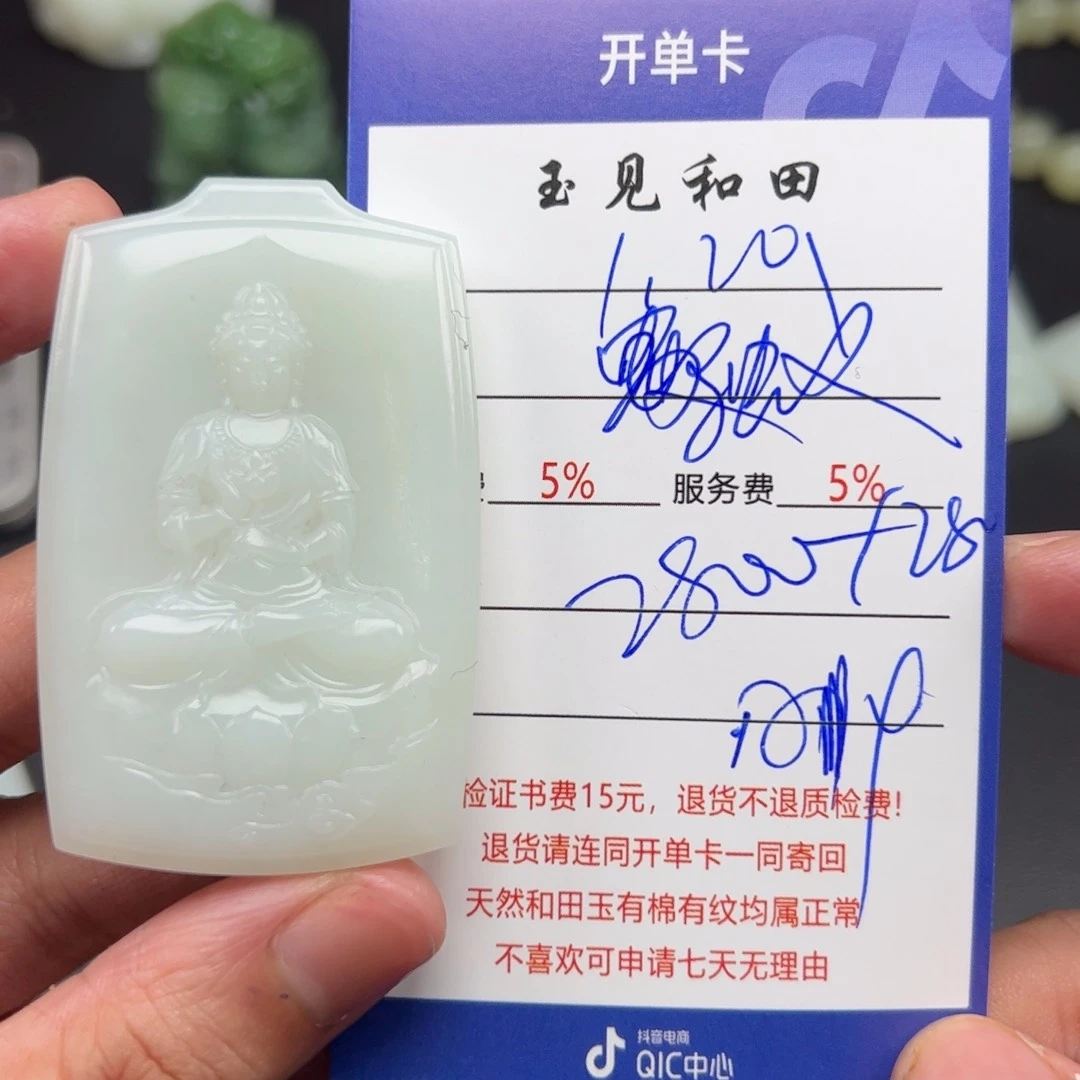 开单卡
玉见和田
20
5% 服务费 5%
2800+28
检证书费15元，退货不退质检费!
退货请连同开单卡一同寄回
天然和田玉有棉有纹均属正常
不喜欢可申请七天无理由
抖音电商
QIC中心